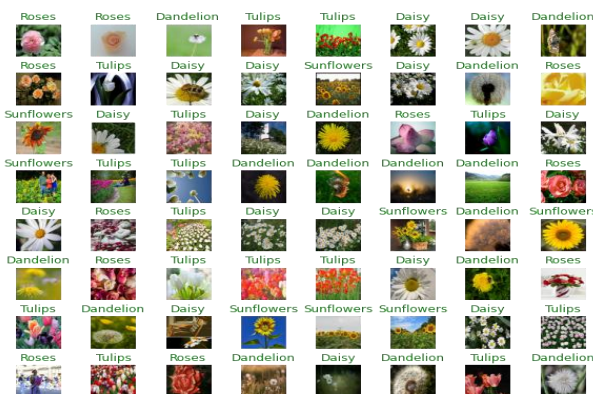 Roses Roses Dandelion Tulips Tulips Daisy Daisy Dandelion
Roses Tulips Daisy Daisy Sunflowers Daisy Dandelion Roses
Sunflowers Daisy Tulips Daisy Dandelion Roses Tulips Daisy
Sunflowers Tulips Tulips Dandelion Dandelion Dandelion Dandelion Roses
Daisy Roses Tulips Daisy Daisy Sunflowers Dandelion Sunflowers
Dandelion Roses Tulips Tulips Tulips Daisy Dandelion Roses
Tulips Dandelion Daisy Sunflowers Sunflowers Sunflowers Daisy Tulips
Roses Tulips Roses Dandelion Daisy Dandelion Tulips Dandelion